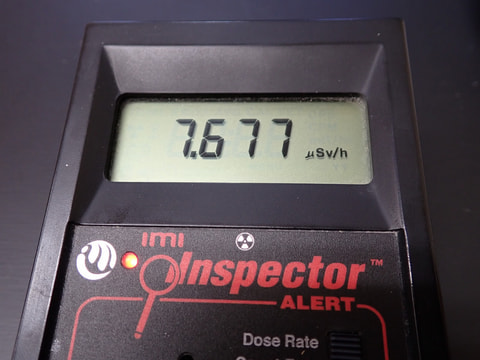 7.677 µSv/h
imi
Inspector™
ALERT
Dose Rate